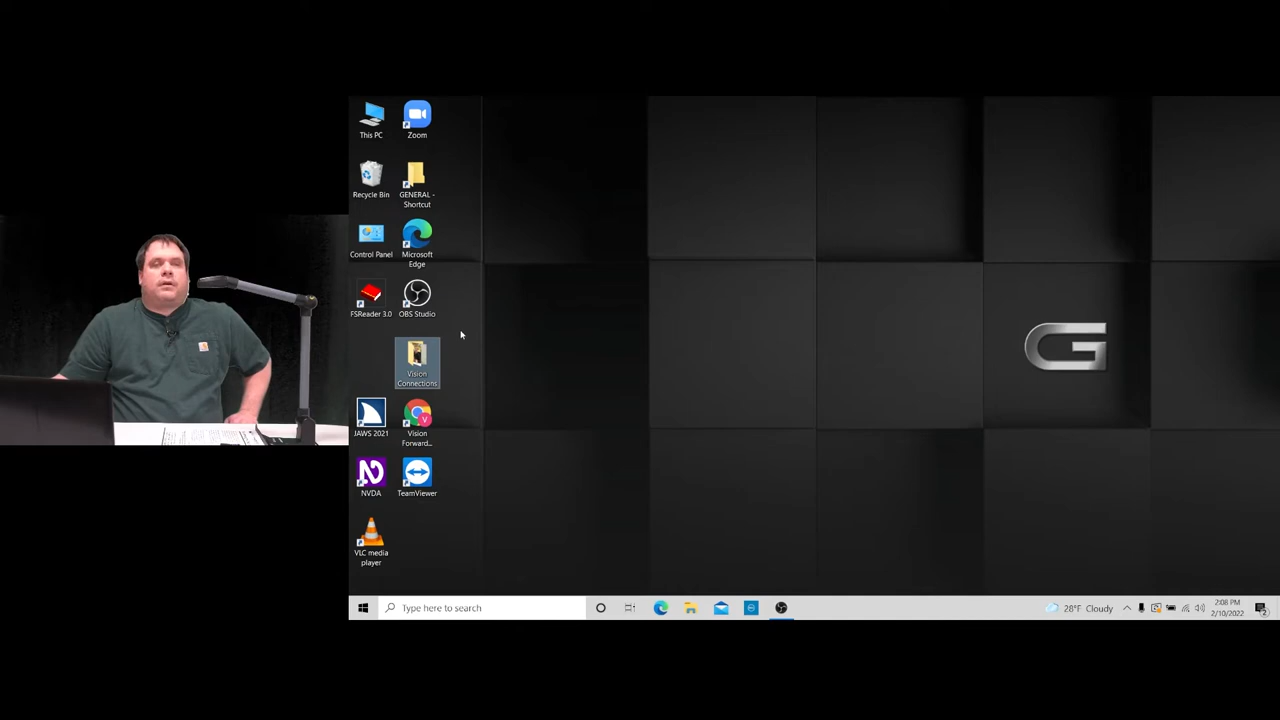 This PC
Zoom
Recycle Bin
GENERAL -
Shortcut
Control Panel
Microsoft
Edge
FSReader 3.0
OBS Studio
Vision
Connections
JAWS 2021
Vision
Forward...
NVDA
TeamViewer
VLC media
player
G
Type here to search
28°F Cloudy
2:08 PM
2/10/2022
2